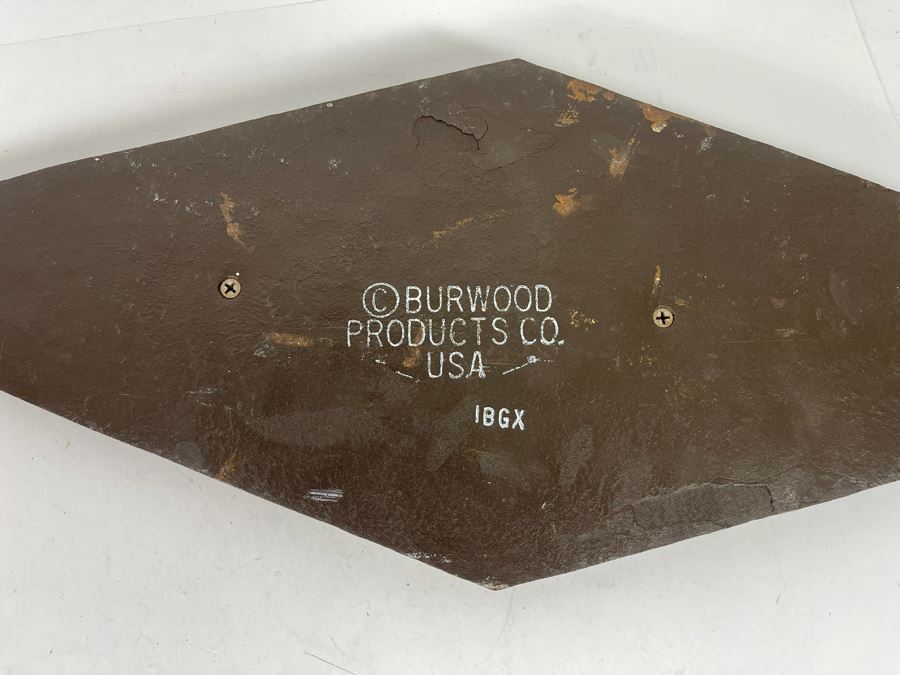 ©BURWOOD
PRODUCTS CO.
USA
IBGX